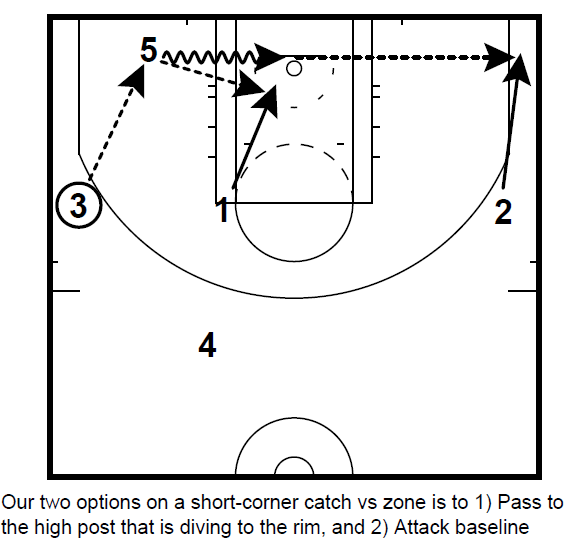 5
3
1
2
4
Our two options on a short-corner catch vs zone is to 1) Pass to
the high post that is diving to the rim, and 2) Attack baseline